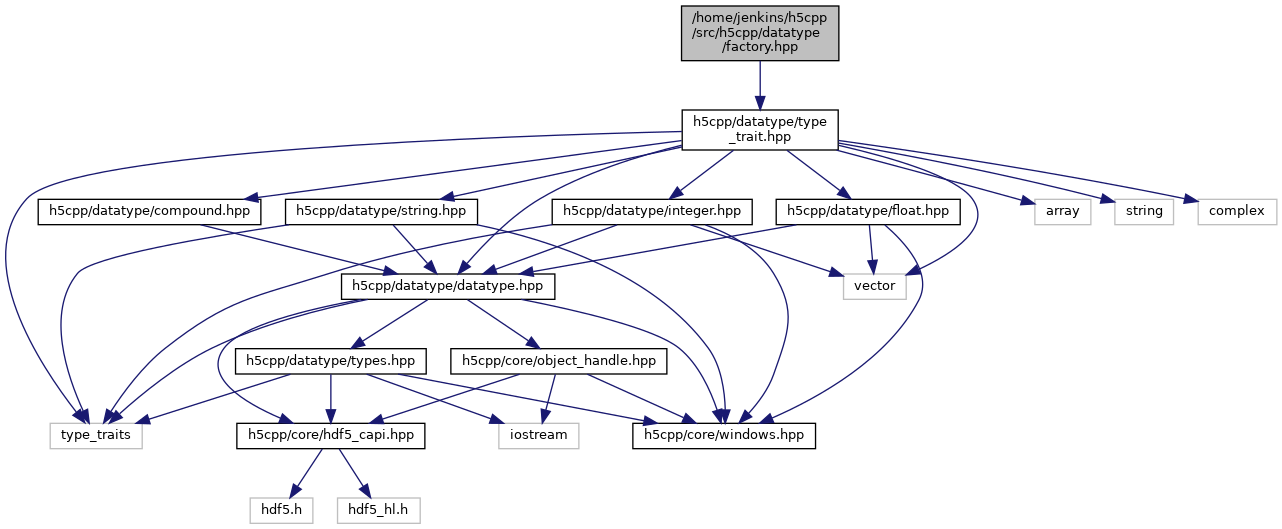 /home/jenkins/h5cpp
/src/h5cpp/datatype
/factory.hpp
h5cpp/datatype/type
_trait.hpp
h5cpp/datatype/compound.hpp
h5cpp/datatype/string.hpp
h5cpp/datatype/integer.hpp
h5cpp/datatype/float.hpp
array
string
complex
h5cpp/datatype/datatype.hpp
vector
h5cpp/datatype/types.hpp
h5cpp/core/object_handle.hpp
type_traits
h5cpp/core/hdf5_capi.hpp
iostream
h5cpp/core/windows.hpp
hdf5.h
hdf5_hl.h